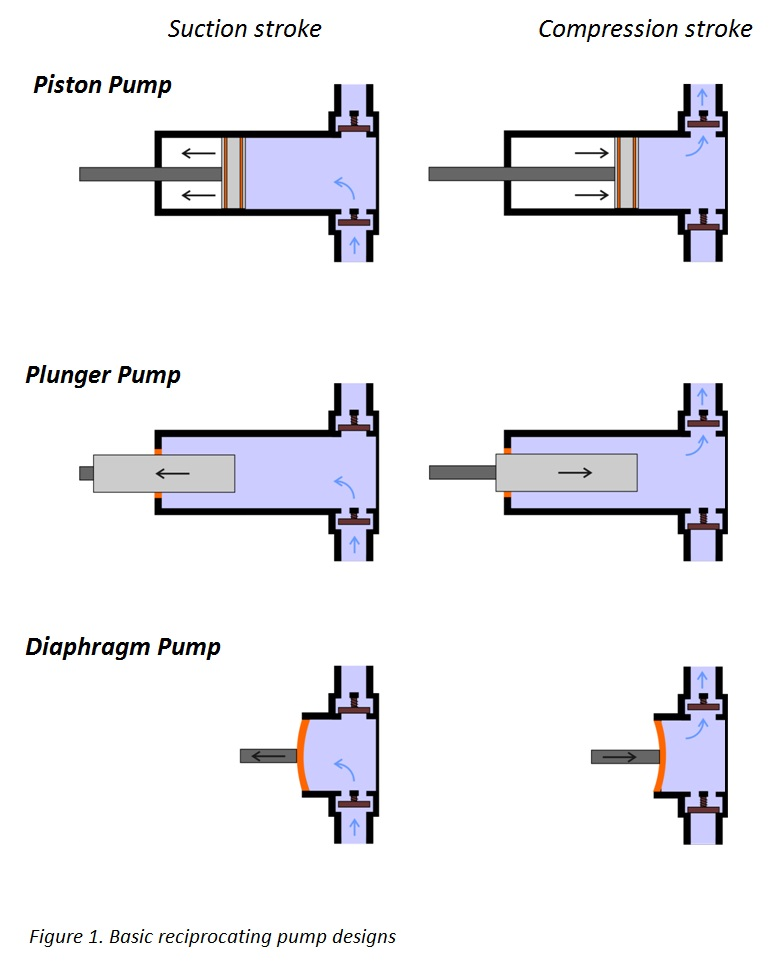 Suction stroke
Compression stroke
Piston Pump
Plunger Pump
Diaphragm Pump
Figure 1. Basic reciprocating pump designs